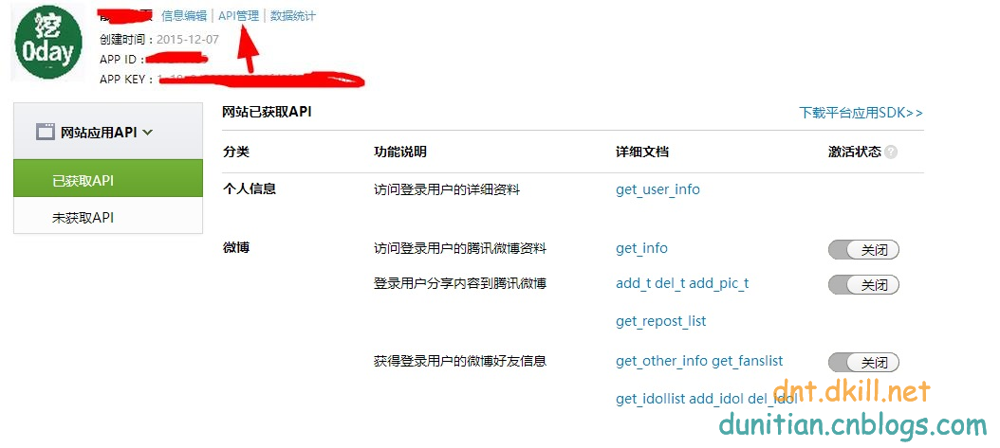 挖
0day
信息编辑 | API管理 | 数据统计
创建时间：2015-12-07
APP ID：
APP KEY：
网站应用API
已获取API
未获取API
网站已获取API 下载平台应用SDK>>
分类 功能说明 详细文档 激活状态 ?
个人信息 访问登录用户的详细资料 get_user_info
微博 访问登录用户的腾讯微博资料 get_info 关闭
登录用户分享内容到腾讯微博 add_t del_t add_pic_t 关闭
get_repost_list
获得登录用户的微博好友信息 get_other_info get_fanslist 关闭
get_idollist add_idol del_idol
dnt.dkill.net
dunitian.cnblogs.com